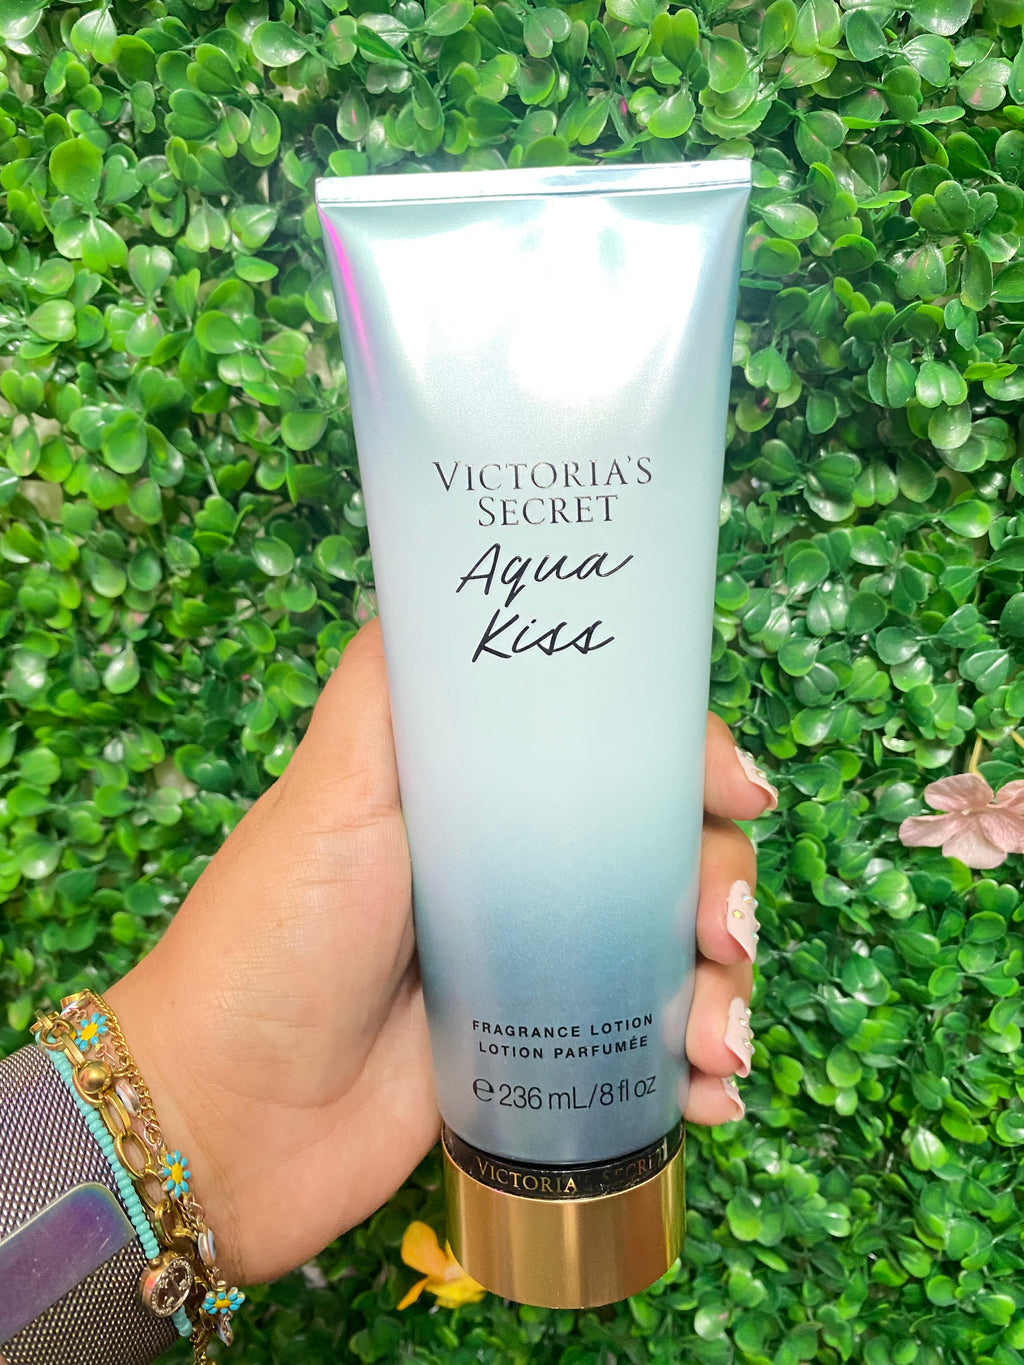 VICTORIA'S
SECRET
Aqua
Kiss
FRAGRANCE LOTION
LOTION PARFUMÉE
℮ 236 mL/8 fl oz
VICTORIA'S SECRET